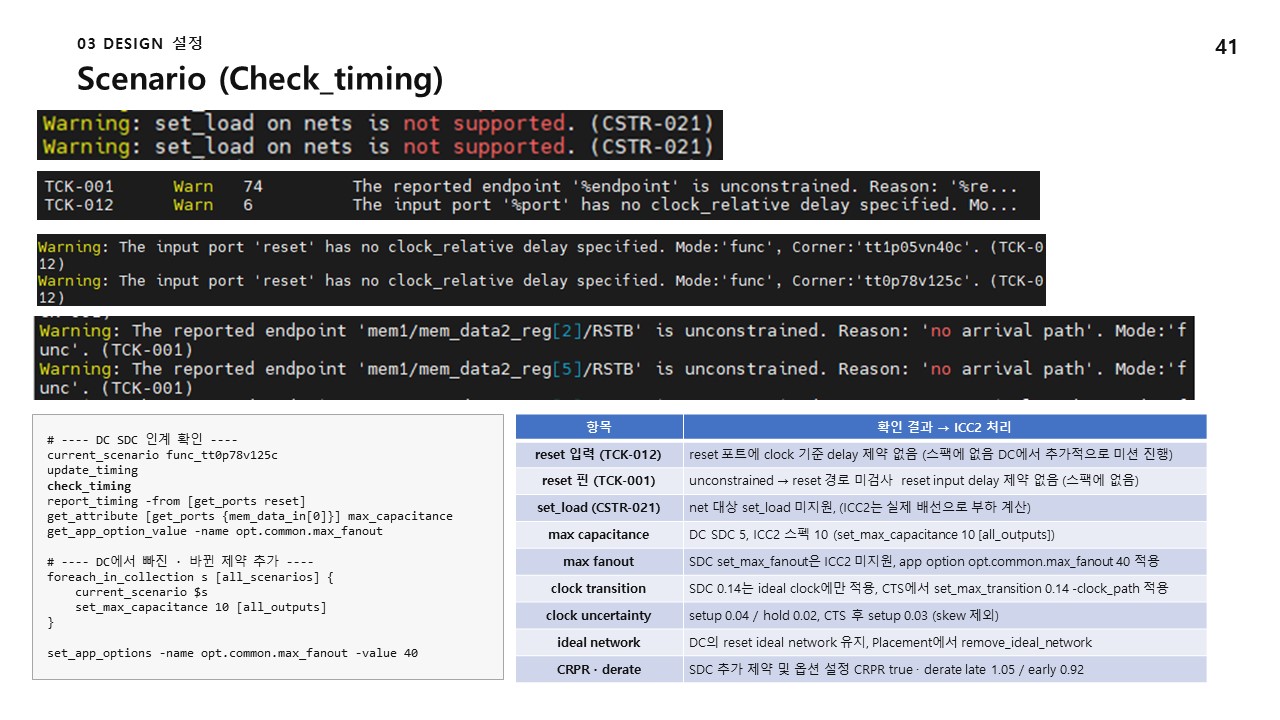 03 DESIGN 설정
41
Scenario (Check_timing)
Warning: set_load on nets is not supported. (CSTR-021)
Warning: set_load on nets is not supported. (CSTR-021)
TCK-001 Warn 74 The reported endpoint '%endpoint' is unconstrained. Reason: '%re...
TCK-012 Warn 6 The input port '%port' has no clock_relative delay specified. Mo...
Warning: The input port 'reset' has no clock_relative delay specified. Mode:'func', Corner:'tt1p05vn40c'. (TCK-0
12)
Warning: The input port 'reset' has no clock_relative delay specified. Mode:'func', Corner:'tt0p78v125c'. (TCK-0
12)
Warning: The reported endpoint 'mem1/mem_data2_reg[2]/RSTB' is unconstrained. Reason: 'no arrival path'. Mode:'f
unc'. (TCK-001)
Warning: The reported endpoint 'mem1/mem_data2_reg[5]/RSTB' is unconstrained. Reason: 'no arrival path'. Mode:'f
unc'. (TCK-001)
# ---- DC SDC 인계 확인 ----
current_scenario func_tt0p78v125c
update_timing
check_timing
report_timing -from [get_ports reset]
get_attribute [get_ports {mem_data_in[0]}] max_capacitance
get_app_option_value -name opt.common.max_fanout
# ---- DC에서 빠진 · 바뀐 제약 추가 ----
foreach_in_collection s [all_scenarios] {
current_scenario $s
set_max_capacitance 10 [all_outputs]
}
set_app_options -name opt.common.max_fanout -value 40
항목 확인 결과 → ICC2 처리
reset 입력 (TCK-012) reset 포트에 clock 기준 delay 제약 없음 (스팩에 없음 DC에서 추가적으로 미션 진행)
reset 핀 (TCK-001) unconstrained → reset 경로 미검사 reset input delay 제약 없음 (스팩에 없음)
set_load (CSTR-021) net 대상 set_load 미지원, (ICC2는 실제 배선으로 부하 계산)
max capacitance DC SDC 5, ICC2 스펙 10 (set_max_capacitance 10 [all_outputs])
max fanout SDC set_max_fanout은 ICC2 미지원, app option opt.common.max_fanout 40 적용
clock transition SDC 0.14는 ideal clock에만 적용, CTS에서 set_max_transition 0.14 -clock_path 적용
clock uncertainty setup 0.04 / hold 0.02, CTS 후 setup 0.03 (skew 제외)
ideal network DC의 reset ideal network 유지, Placement에서 remove_ideal_network
CRPR · derate SDC 추가 제약 및 옵션 설정 CRPR true · derate late 1.05 / early 0.92